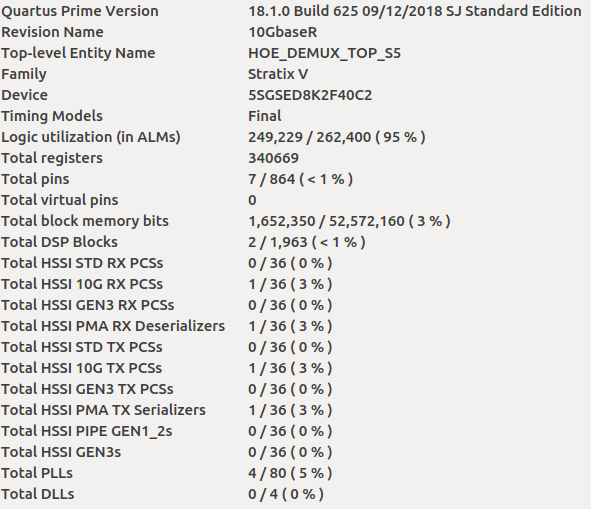 Quartus Prime Version 18.1.0 Build 625 09/12/2018 SJ Standard Edition
Revision Name 10GbaseR
Top-level Entity Name HOE_DEMUX_TOP_S5
Family Stratix V
Device 5SGSED8K2F40C2
Timing Models Final
Logic utilization (in ALMs) 249,229 / 262,400 ( 95 % )
Total registers 340669
Total pins 7 / 864 ( < 1 % )
Total virtual pins 0
Total block memory bits 1,652,350 / 52,572,160 ( 3 % )
Total DSP Blocks 2 / 1,963 ( < 1 % )
Total HSSI STD RX PCSs 0 / 36 ( 0 % )
Total HSSI 10G RX PCSs 1 / 36 ( 3 % )
Total HSSI GEN3 RX PCSs 0 / 36 ( 0 % )
Total HSSI PMA RX Deserializers 1 / 36 ( 3 % )
Total HSSI STD TX PCSs 0 / 36 ( 0 % )
Total HSSI 10G TX PCSs 1 / 36 ( 3 % )
Total HSSI GEN3 TX PCSs 0 / 36 ( 0 % )
Total HSSI PMA TX Serializers 1 / 36 ( 3 % )
Total HSSI PIPE GEN1_2s 0 / 36 ( 0 % )
Total HSSI GEN3s 0 / 36 ( 0 % )
Total PLLs 4 / 80 ( 5 % )
Total DLLs 0 / 4 ( 0 % )